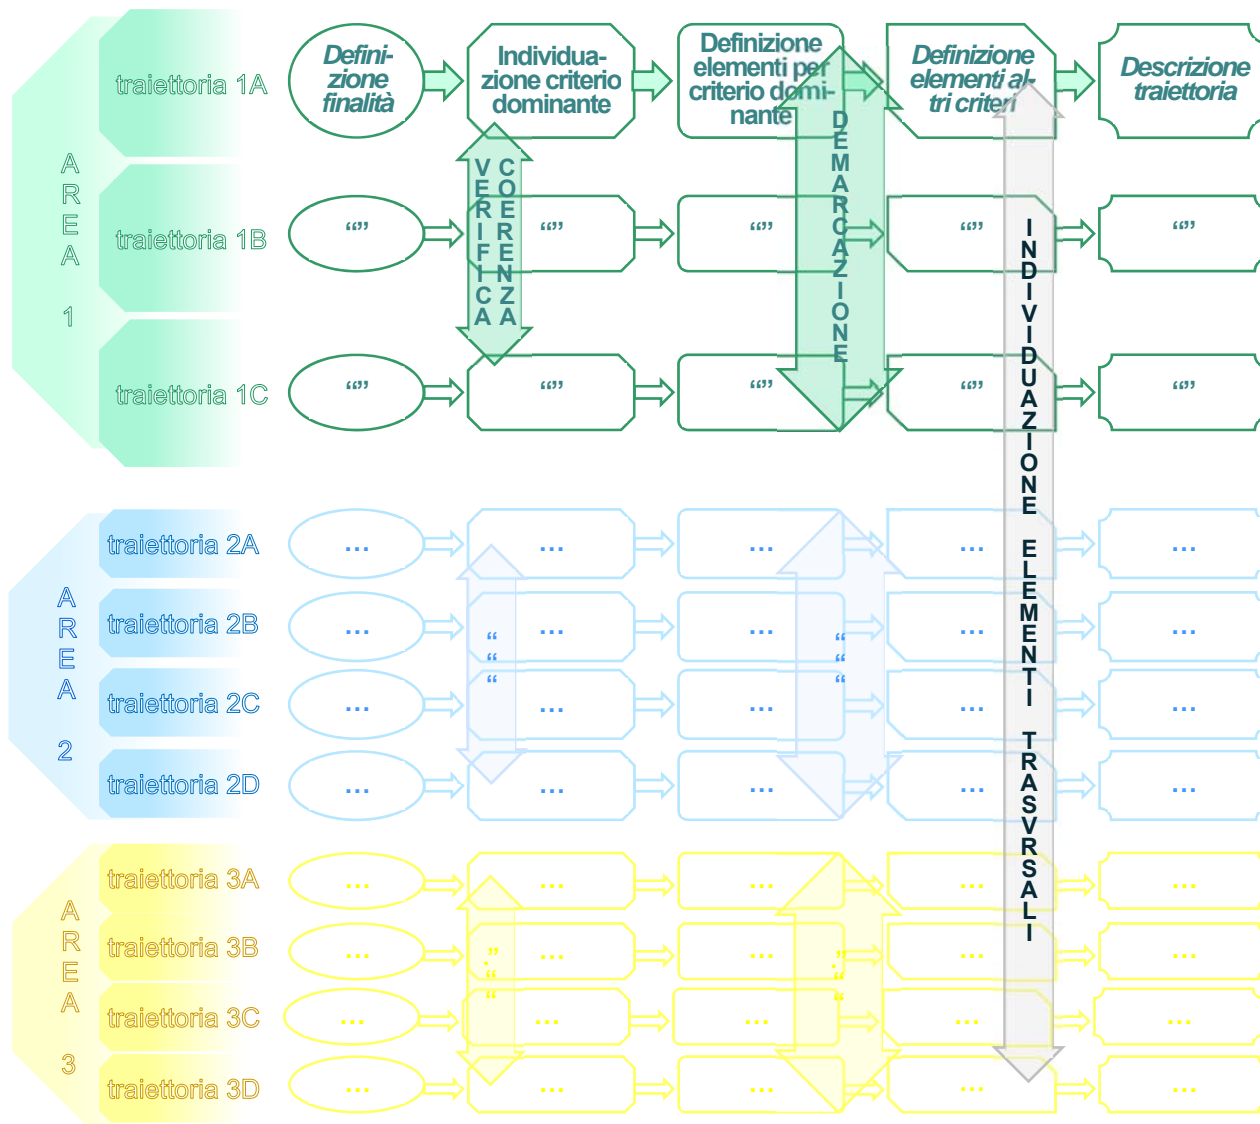 AREA 1
traiettoria 1A
Defini-
zione
finalità
Individua-
zione criterio
dominante
Definizione
elementi per
criterio domi-
nante
Definizione
elementi al-
tri criteri
Descrizione
traiettoria
VERIFICA
COERENZA
DEMARCAZIONE
INDIVIDUAZIONE ELEMENTI TRASVRSALI
traiettoria 1B
“” “” “” “” “”
traiettoria 1C
“” “” “” “” “”
AREA 2
traiettoria 2A
... ... ... ... ...
traiettoria 2B
... ... ... ... ...
“
“
“
“
“
“
traiettoria 2C
... ... ... ... ...
traiettoria 2D
... ... ... ... ...
AREA 3
traiettoria 3A
... ... ... ... ...
traiettoria 3B
... ... ... ... ...
traiettoria 3C
... ... ... ... ...
traiettoria 3D
... ... ... ... ...